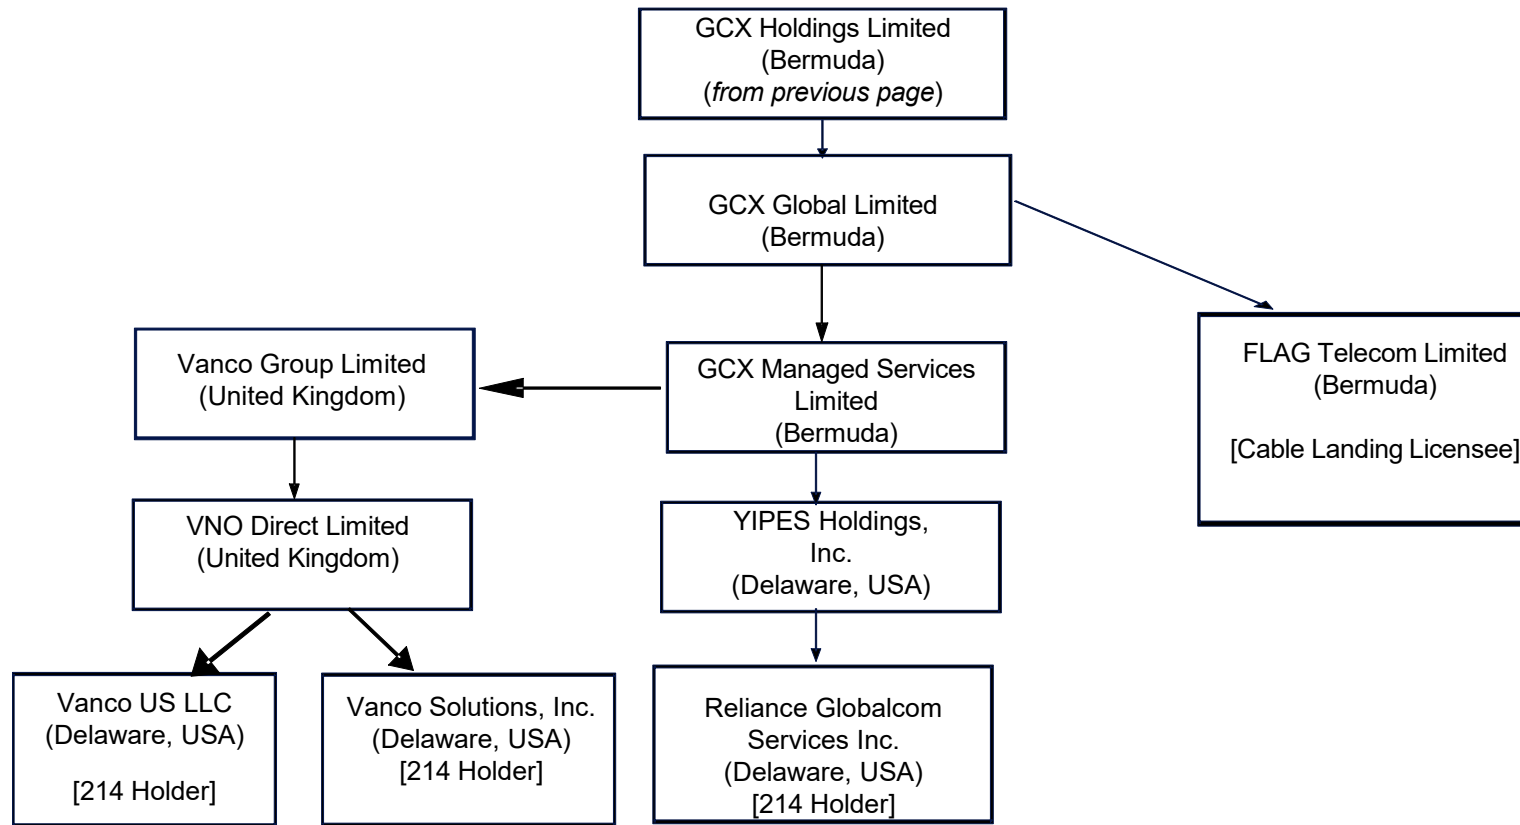 GCX Holdings Limited
(Bermuda)
(from previous page)
GCX Global Limited
(Bermuda)
Vanco Group Limited
(United Kingdom)
GCX Managed Services
Limited
(Bermuda)
FLAG Telecom Limited
(Bermuda)
[Cable Landing Licensee]
VNO Direct Limited
(United Kingdom)
YIPES Holdings,
Inc.
(Delaware, USA)
Vanco US LLC
(Delaware, USA)
[214 Holder]
Vanco Solutions, Inc.
(Delaware, USA)
[214 Holder]
Reliance Globalcom
Services Inc.
(Delaware, USA)
[214 Holder]